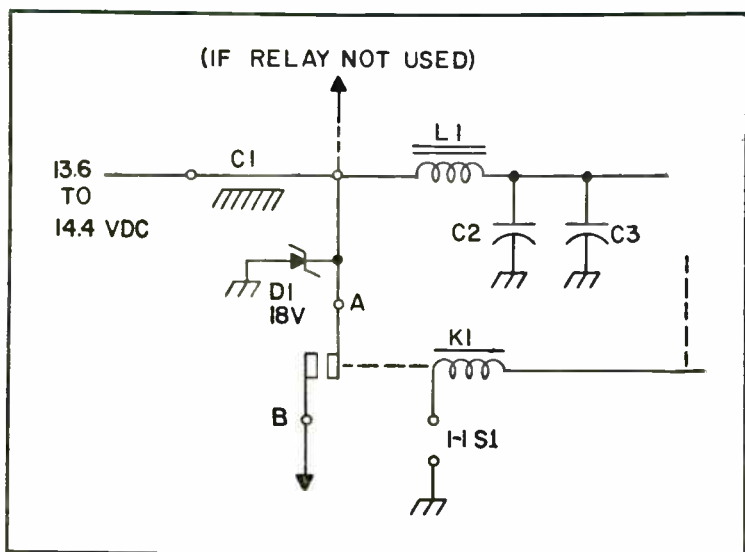 (IF RELAY NOT USED)
L1
C1
13.6
TO
14.4 VDC
C2
C3
D1
18V
A
K1
B
1-1 S1